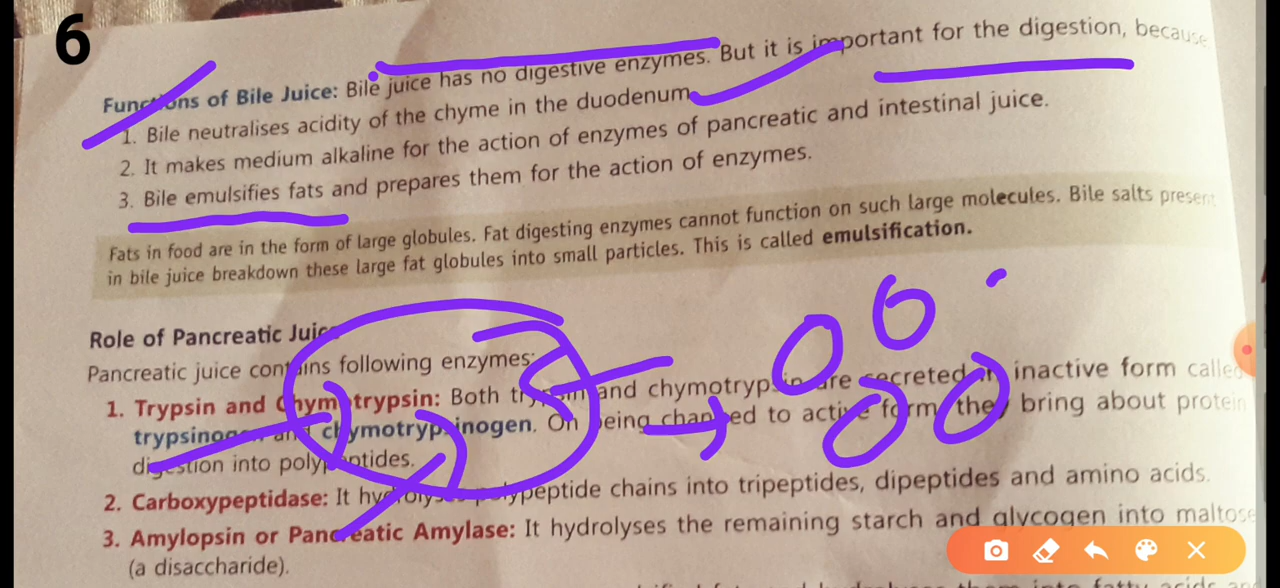 6
Functions of Bile Juice: Bile juice has no digestive enzymes. But it is important for the digestion, because
1. Bile neutralises acidity of the chyme in the duodenum
2. It makes medium alkaline for the action of enzymes of pancreatic and intestinal juice.
3. Bile emulsifies fats and prepares them for the action of enzymes.
Fats in food are in the form of large globules. Fat digesting enzymes cannot function on such large molecules. Bile salts present
in bile juice breakdown these large fat globules into small particles. This is called emulsification.
Role of Pancreatic Juice
Pancreatic juice contains following enzymes:
1. Trypsin and Chymotrypsin: Both trypsin and chymotrypsin are secreted in inactive form called
trypsinogen and chymotrypsinogen. On being changed to active form they bring about protein
digestion into polypeptides.
2. Carboxypeptidase: It hydrolyses polypeptide chains into tripeptides, dipeptides and amino acids.
3. Amylopsin or Pancreatic Amylase: It hydrolyses the remaining starch and glycogen into maltose
(a disaccharide).